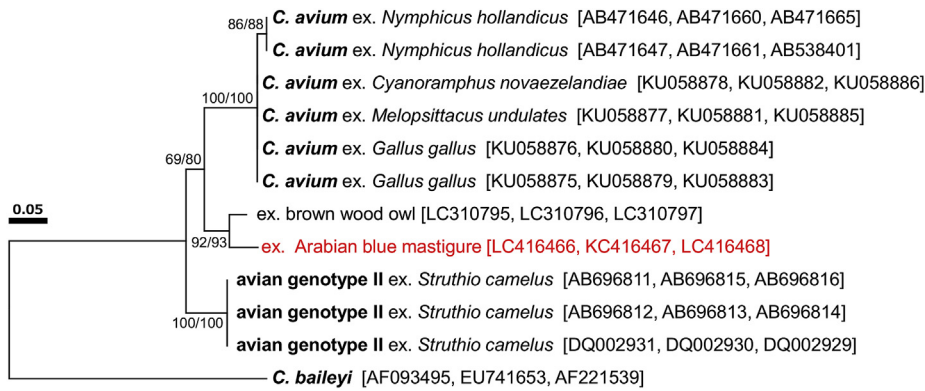 86/88
C. avium ex. Nymphicus hollandicus [AB471646, AB471660, AB471665]
C. avium ex. Nymphicus hollandicus [AB471647, AB471661, AB538401]
C. avium ex. Cyanoramphus novaezelandiae [KU058878, KU058882, KU058886]
100/100
C. avium ex. Melopsittacus undulates [KU058877, KU058881, KU058885]
C. avium ex. Gallus gallus [KU058876, KU058880, KU058884]
69/80
C. avium ex. Gallus gallus [KU058875, KU058879, KU058883]
0.05
ex. brown wood owl [LC310795, LC310796, LC310797]
92/93
ex. Arabian blue mastigure [LC416466, KC416467, LC416468]
avian genotype II ex. Struthio camelus [AB696811, AB696815, AB696816]
avian genotype II ex. Struthio camelus [AB696812, AB696813, AB696814]
100/100
avian genotype II ex. Struthio camelus [DQ002931, DQ002930, DQ002929]
C. baileyi [AF093495, EU741653, AF221539]